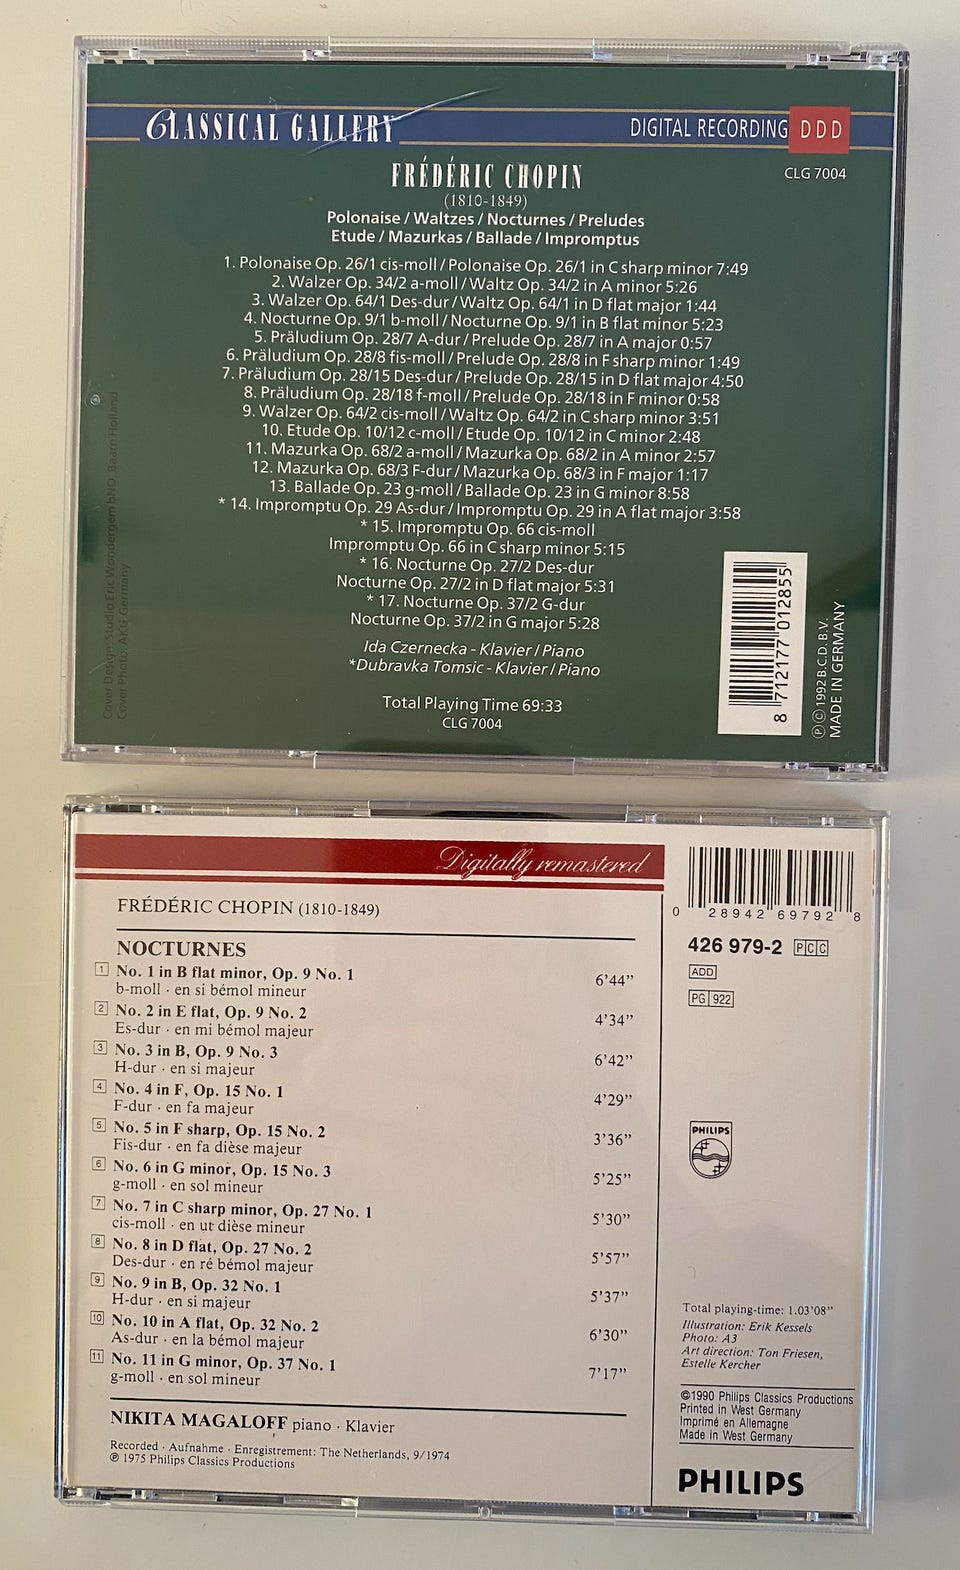 CLASSICAL GALLERY
DIGITAL RECORDING DDD
CLG 7004
FRÉDÉRIC CHOPIN
(1810-1849)
Polonaise / Waltzes / Nocturnes / Preludes
Etude / Mazurkas / Ballade / Impromptus
1. Polonaise Op. 26/1 cis-moll / Polonaise Op. 26/1 in C sharp minor 7:49
2. Walzer Op. 34/2 a-moll / Waltz Op. 34/2 in A minor 5:26
3. Walzer Op. 64/1 Des-dur / Waltz Op. 64/1 in D flat major 1:44
4. Nocturne Op. 9/1 b-moll / Nocturne Op. 9/1 in B flat minor 5:23
5. Präludium Op. 28/7 A-dur / Prelude Op. 28/7 in A major 0:57
6. Präludium Op. 28/8 fis-moll / Prelude Op. 28/8 in F sharp minor 1:49
7. Präludium Op. 28/15 Des-dur / Prelude Op. 28/15 in D flat major 4:50
8. Präludium Op. 28/18 f-moll / Prelude Op. 28/18 in F minor 0:58
9. Walzer Op. 64/2 cis-moll / Waltz Op. 64/2 in C sharp minor 3:51
10. Etude Op. 10/12 c-moll / Etude Op. 10/12 in C minor 2:48
11. Mazurka Op. 68/2 a-moll / Mazurka Op. 68/2 in A minor 2:57
12. Mazurka Op. 68/3 F-dur / Mazurka Op. 68/3 in F major 1:17
13. Ballade Op. 23 g-moll / Ballade Op. 23 in G minor 8:58
* 14. Impromptu Op. 29 As-dur / Impromptu Op. 29 in A flat major 3:58
* 15. Impromptu Op. 66 cis-moll
Impromptu Op. 66 in C sharp minor 5:15
* 16. Nocturne Op. 27/2 Des-dur
Nocturne Op. 27/2 in D flat major 5:31
* 17. Nocturne Op. 37/2 G-dur
Nocturne Op. 37/2 in G major 5:28
Ida Czernecka - Klavier / Piano
*Dubravka Tomsic - Klavier / Piano
Total Playing Time 69:33
CLG 7004
Cover Design: Studio Eric Wondergem bNO, Baarn Holland
Cover Photo: AKG Germany
8 712177 012855
℗ © 1992 B.C.D. B.V.
MADE IN GERMANY
Digitally remastered
FRÉDÉRIC CHOPIN (1810-1849)
NOCTURNES
1 No. 1 in B flat minor, Op. 9 No. 1 6'44"
b-moll · en si bémol mineur
2 No. 2 in E flat, Op. 9 No. 2 4'34"
Es-dur · en mi bémol majeur
3 No. 3 in B, Op. 9 No. 3 6'42"
H-dur · en si majeur
4 No. 4 in F, Op. 15 No. 1 4'29"
F-dur · en fa majeur
5 No. 5 in F sharp, Op. 15 No. 2 3'36"
Fis-dur · en fa dièse majeur
6 No. 6 in G minor, Op. 15 No. 3 5'25"
g-moll · en sol mineur
7 No. 7 in C sharp minor, Op. 27 No. 1 5'30"
cis-moll · en ut dièse mineur
8 No. 8 in D flat, Op. 27 No. 2 5'57"
Des-dur · en ré bémol majeur
9 No. 9 in B, Op. 32 No. 1 5'37"
H-dur · en si majeur
10 No. 10 in A flat, Op. 32 No. 2 6'30"
As-dur · en la bémol majeur
11 No. 11 in G minor, Op. 37 No. 1 7'17"
g-moll · en sol mineur
NIKITA MAGALOFF piano · Klavier
Recorded · Aufnahme · Enregistrement: The Netherlands, 9/1974
℗ 1975 Philips Classics Productions
0 28942 69792 8
426 979-2 PCC
ADD
PG 922
PHILIPS
Total playing-time: 1.03'08"
Illustration: Erik Kessels
Photo: A3
Art direction: Ton Friesen,
Estelle Kercher
©1990 Philips Classics Productions
Printed in West Germany
Imprimé en Allemagne
Made in West Germany
PHILIPS